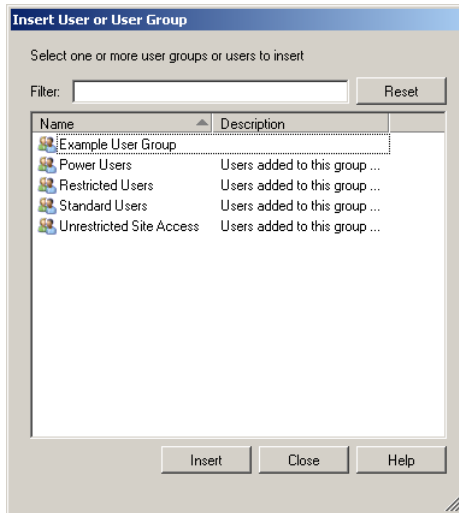 Insert User or User Group
Select one or more user groups or users to insert
Filter:
Reset
Name Description
Example User Group
Power Users Users added to this group ...
Restricted Users Users added to this group ...
Standard Users Users added to this group ...
Unrestricted Site Access Users added to this group ...
Insert Close Help